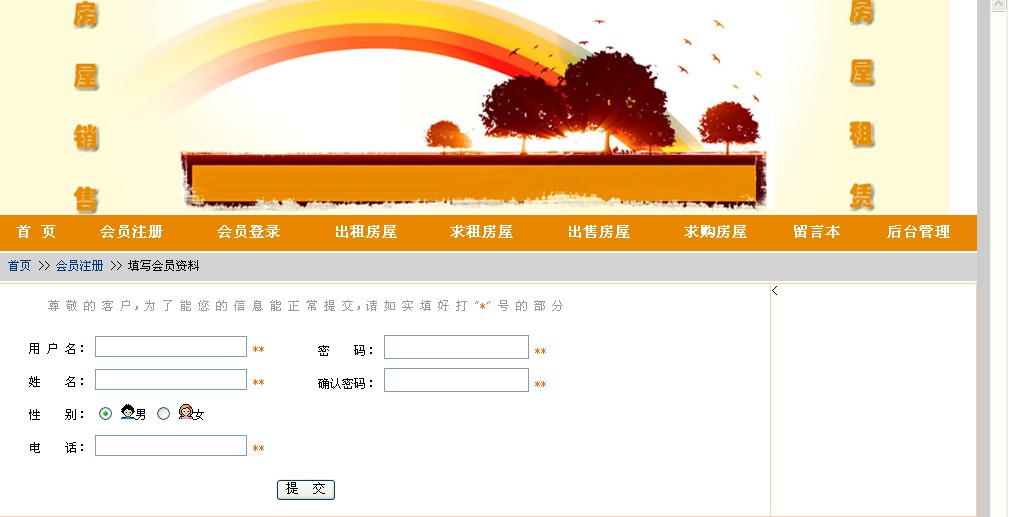 房屋销售
房屋租赁
首 页 会员注册 会员登录 出租房屋 求租房屋 出售房屋 求购房屋 留言本 后台管理
首页 >> 会员注册 >> 填写会员资料
尊敬的客户,为了能您的信息能正常提交,请如实填好打"*"号的部分
用 户 名： ** 密 码： **
姓 名： ** 确认密码： **
性 别： 男 女
电 话： **
提 交